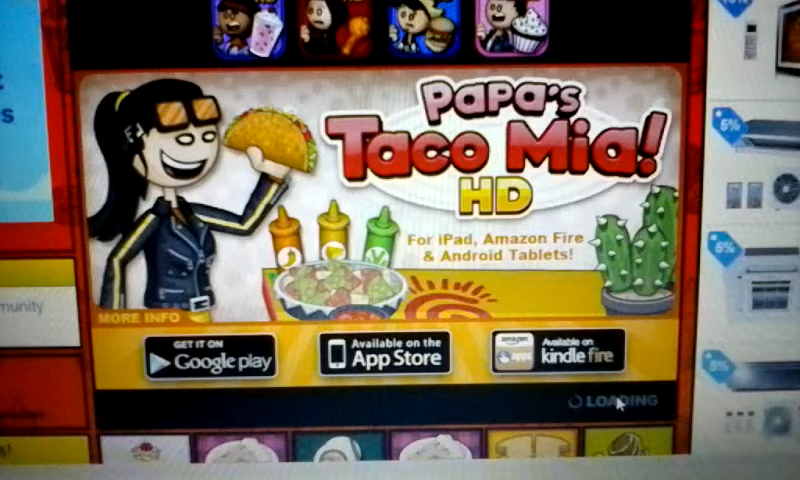 PaPa's
Taco Mia!
HD
For iPad, Amazon Fire
& Android Tablets!
MORE INFO
GET IT ON
Google play
Available on the
App Store
amazon
apps
Available on
kindle fire
LOADING
munity
5%
5%
5%